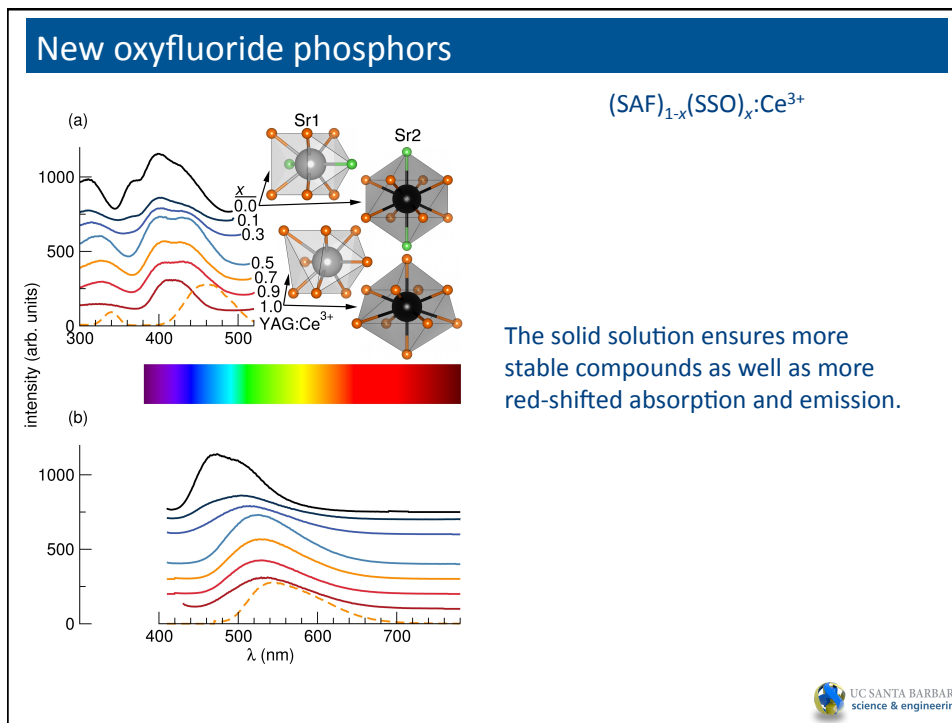 New oxyfluoride phosphors
(SAF)₁₋ₓ(SSO)ₓ:Ce³⁺
(a)
Sr1
Sr2
x
0.0
0.1
0.3
0.5
0.7
0.9
1.0
YAG:Ce³⁺
1000
500
0
300
400
500
intensity (arb. units)
The solid solution ensures more
stable compounds as well as more
red-shifted absorption and emission.
(b)
1000
500
0
400
500
600
700
λ (nm)
UC SANTA BARBAR
science & engineerin